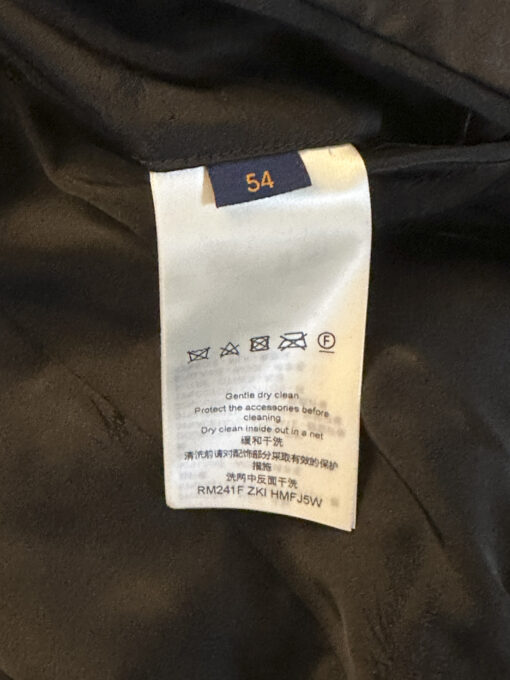 54
Gentle dry clean
Protect the accessories before
cleaning
Dry clean inside out in a net
缓和干洗
清洗前请对配饰部分采取有效的保护
措施
洗网中反面干洗
RM241F ZKI HMFJ5W